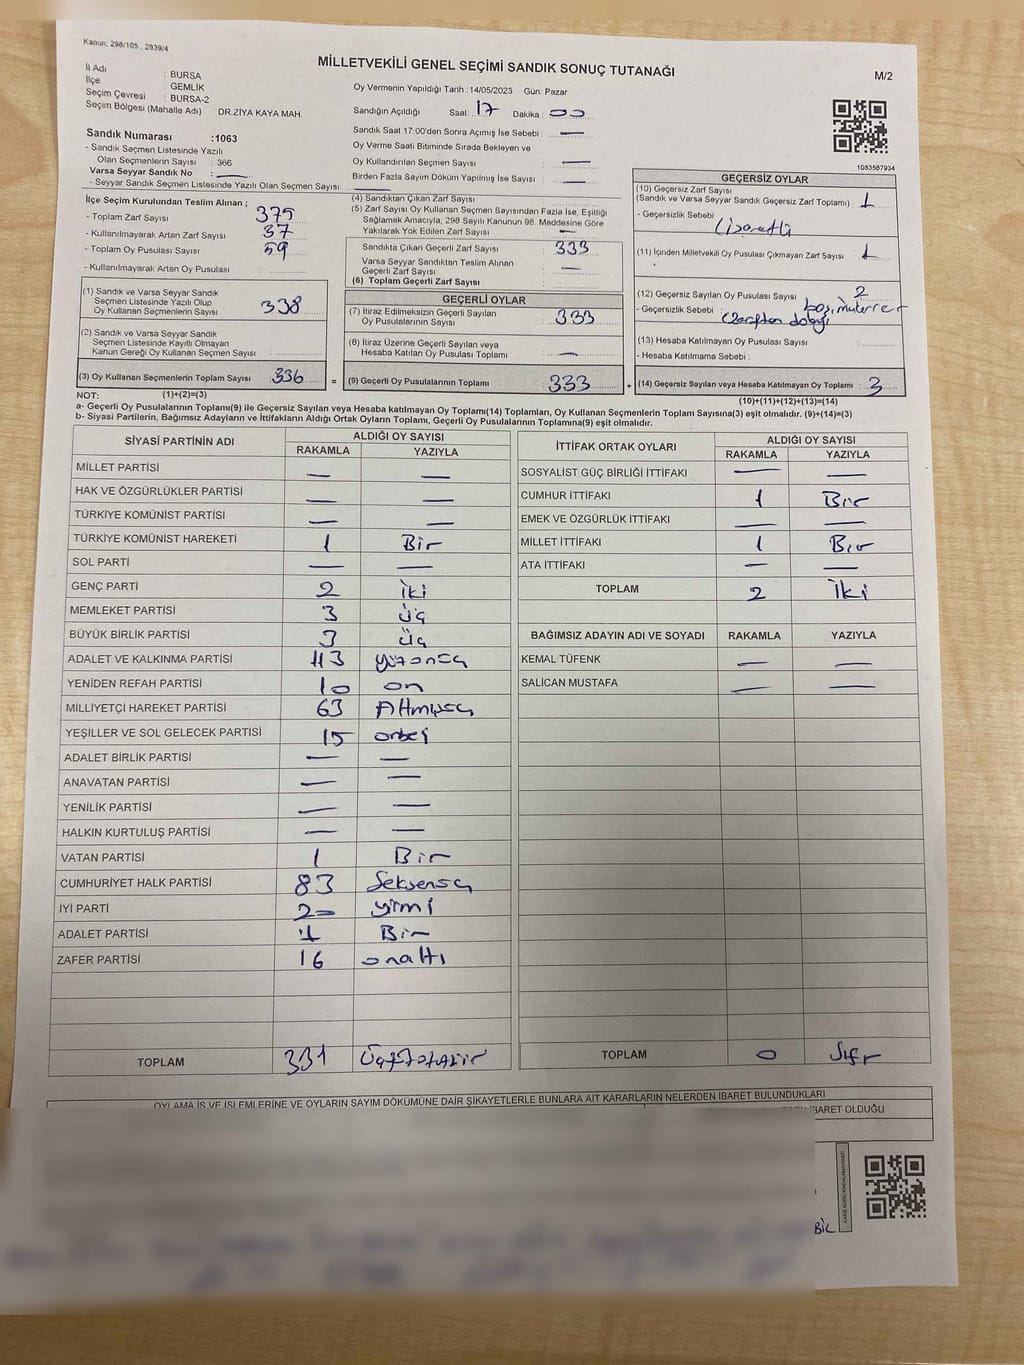 Kanun: 298/105 , 2839/4
MİLLETVEKİLİ GENEL SEÇİMİ SANDIK SONUÇ TUTANAĞI
M/2
İl Adı : BURSA
İlçe : GEMLİK
Seçim Çevresi : BURSA-2
Seçim Bölgesi (Mahalle Adı) DR.ZİYA KAYA MAH.
Sandık Numarası :1063
- Sandık Seçmen Listesinde Yazılı
Olan Seçmenlerin Sayısı : 366
Varsa Seyyar Sandık No : —
- Seyyar Sandık Seçmen Listesinde Yazılı Olan Seçmen Sayısı: —
Oy Vermenin Yapıldığı Tarih :14/05/2023 Gün: Pazar
Sandığın Açıldığı Saat: 17 Dakika : 00
Sandık Saat 17:00'den Sonra Açımış İse Sebebi : —
Oy Verme Saati Bitiminde Sırada Bekleyen ve
Oy Kullandırılan Seçmen Sayısı : —
Birden Fazla Sayım Döküm Yapılmış İse Sayısı : —
1083567934
İlçe Seçim Kurulundan Teslim Alınan ;
- Toplam Zarf Sayısı : 375
- Kullanılmayarak Artan Zarf Sayısı : 37
- Toplam Oy Pusulası Sayısı : 59
- Kullanılmayarak Artan Oy Pusulası :
(1) Sandık ve Varsa Seyyar Sandık
Seçmen Listesinde Yazılı Olup
Oy Kullanan Seçmenlerin Sayısı : 338
(2) Sandık ve Varsa Seyyar Sandık
Seçmen Listesinde Kayıtlı Olmayan
Kanun Gereği Oy Kullanan Seçmen Sayısı :
(3) Oy Kullanan Seçmenlerin Toplam Sayısı : 336
(4) Sandıktan Çıkan Zarf Sayısı :
(5) Zarf Sayısı Oy Kullanan Seçmen Sayısından Fazla İse, Eşitliği
Sağlamak Amacıyla, 298 Sayılı Kanunun 98. Maddesine Göre
Yakılarak Yok Edilen Zarf Sayısı : —
Sandıkta Çıkan Geçerli Zarf Sayısı : 333
Varsa Seyyar Sandıktan Teslim Alınan
Geçerli Zarf Sayısı : —
(6) Toplam Geçerli Zarf Sayısı :
GEÇERLİ OYLAR
(7) İtiraz Edilmeksizin Geçerli Sayılan
Oy Pusulalarının Sayısı : 333
(8) İtiraz Üzerine Geçerli Sayılan veya
Hesaba Katılan Oy Pusulası Toplamı : —
= (9) Geçerli Oy Pusulalarının Toplamı : 333
GEÇERSİZ OYLAR
(10) Geçersiz Zarf Sayısı
(Sandık ve Varsa Seyyar Sandık Geçersiz Zarf Toplamı) : 1
- Geçersizlik Sebebi : İşaretli
(11) İçinden Milletvekili Oy Pusulası Çıkmayan Zarf Sayısı : 1
(12) Geçersiz Sayılan Oy Pusulası Sayısı : 2
- Geçersizlik Sebebi : boş,
dolayı
(13) Hesaba Katılmayan Oy Pusulası Sayısı :
- Hesaba Katılmama Sebebi :
+ (14) Geçersiz Sayılan veya Hesaba Katılmayan Oy Toplamı : 3
NOT: (1)+(2)=(3)
(10)+(11)+(12)+(13)=(14)
a- Geçerli Oy Pusulalarının Toplamı(9) ile Geçersiz Sayılan veya Hesaba katılmayan Oy Toplamı(14) Toplamları, Oy Kullanan Seçmenlerin Toplam Sayısına(3) eşit olmalıdır. (9)+(14)=(3)
b- Siyasi Partilerin, Bağımsız Adayların ve İttifakların Aldığı Ortak Oyların Toplamı, Geçerli Oy Pusulalarının Toplamına(9) eşit olmalıdır.
SİYASİ PARTİNİN ADI ALDIĞI OY SAYISI
RAKAMLA YAZIYLA
MİLLET PARTİSİ — —
HAK VE ÖZGÜRLÜKLER PARTİSİ — —
TÜRKİYE KOMÜNİST PARTİSİ — —
TÜRKİYE KOMÜNİST HAREKETİ 1 Bir
SOL PARTİ — —
GENÇ PARTİ 2 iki
MEMLEKET PARTİSİ 3 üç
BÜYÜK BİRLİK PARTİSİ 3 üç
ADALET VE KALKINMA PARTİSİ 113 yüzonüç
YENİDEN REFAH PARTİSİ 10 on
MİLLİYETÇİ HAREKET PARTİSİ 63 Altmışüç
YEŞİLLER VE SOL GELECEK PARTİSİ 15 onbeş
ADALET BİRLİK PARTİSİ — —
ANAVATAN PARTİSİ — —
YENİLİK PARTİSİ — —
HALKIN KURTULUŞ PARTİSİ — —
VATAN PARTİSİ 1 Bir
CUMHURİYET HALK PARTİSİ 83 Seksenüç
İYİ PARTİ 20 yirmi
ADALET PARTİSİ 1 Bir
ZAFER PARTİSİ 16 onaltı
TOPLAM 331 Üçyüzotuzbir
İTTİFAK ORTAK OYLARI ALDIĞI OY SAYISI
RAKAMLA YAZIYLA
SOSYALİST GÜÇ BİRLİĞİ İTTİFAKI — —
CUMHUR İTTİFAKI 1 Bir
EMEK VE ÖZGÜRLÜK İTTİFAKI — —
MİLLET İTTİFAKI 1 Bir
ATA İTTİFAKI — —
TOPLAM 2 İki
BAĞIMSIZ ADAYIN ADI VE SOYADI RAKAMLA YAZIYLA
KEMAL TÜFENK — —
SALİCAN MUSTAFA — —
TOPLAM 0 Sıfır
OYLAMA İŞ VE İŞLEMLERİNE VE OYLARIN SAYIM DÖKÜMÜNE DAİR ŞİKAYETLERLE BUNLARA AİT KARARLARIN NELERDEN İBARET BULUNDUKLARI
İBARET OLDUĞU